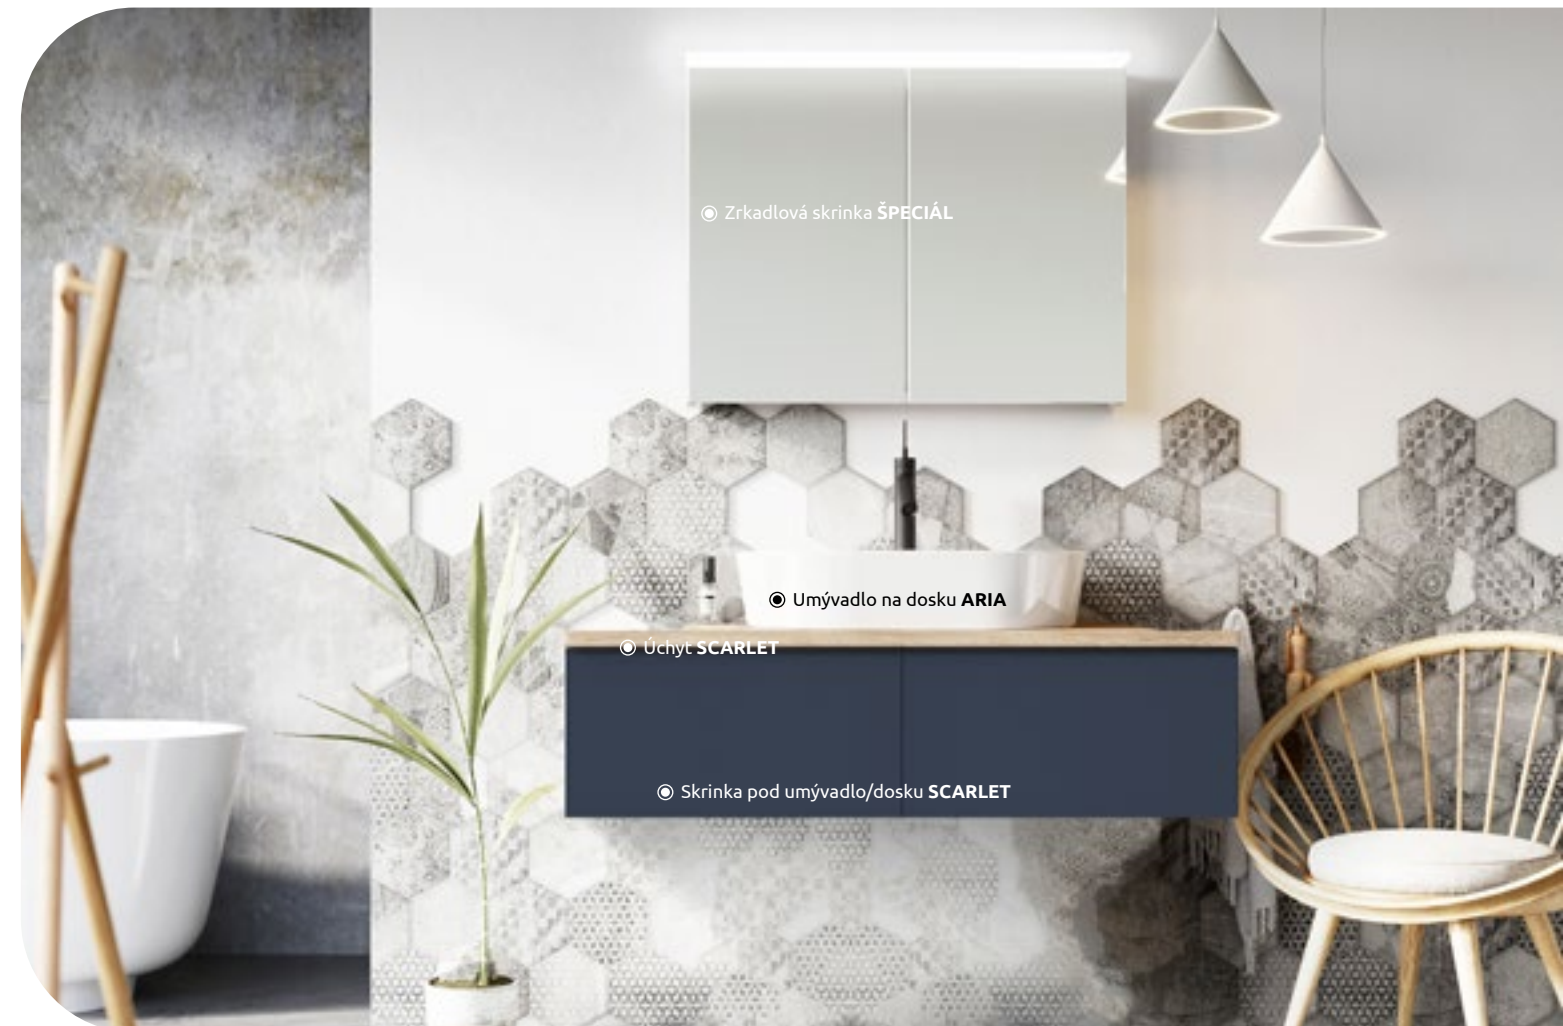 Zrkadlová skrinka ŠPECIÁL
Umývadlo na dosku ARIA
Úchyt SCARLET
Skrinka pod umývadlo/dosku SCARLET